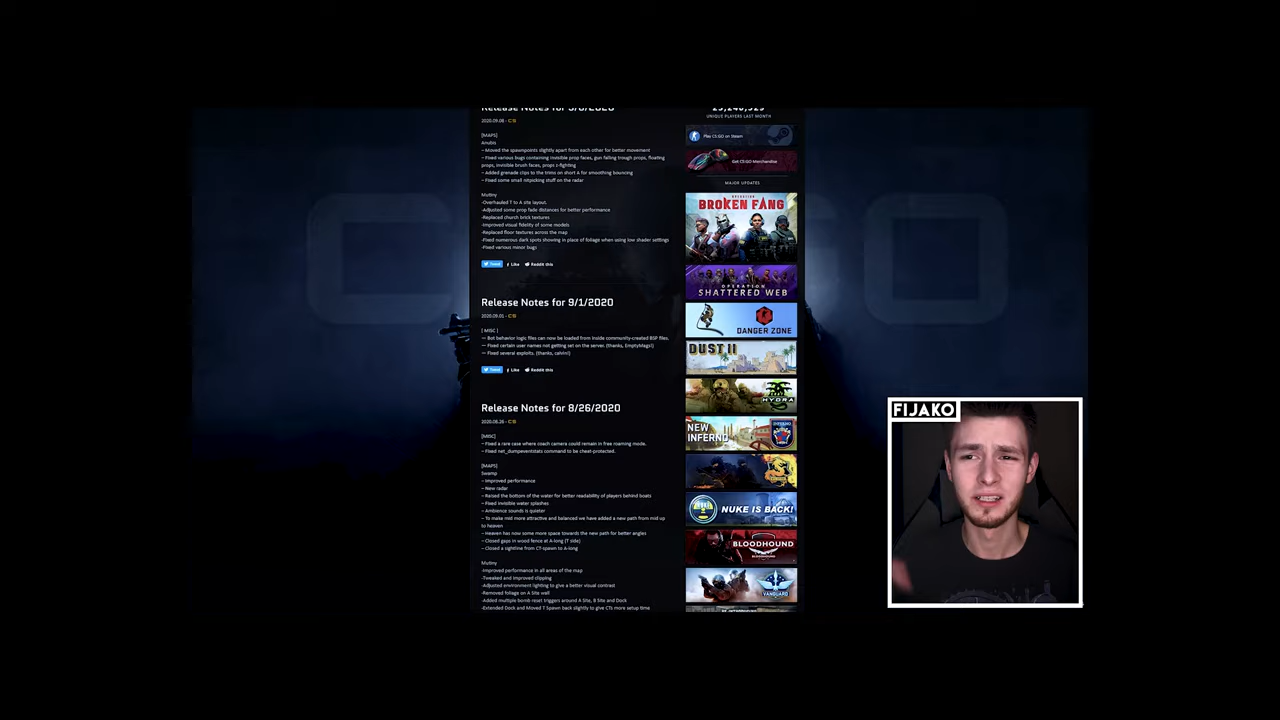 2020.09.08 -
[MAPS]
Anubis
– Moved the spawnpoints slightly apart from each other for better movement
– Fixed various bugs containing invisible prop faces, gun falling trough props, floating
props, invisible brush faces, props z-fighting
– Added grenade clips to the trims on short A for smoothing bouncing
– Fixed some small nitpicking stuff on the radar
Mutiny
-Overhauled T to A site layout.
-Adjusted some prop fade distances for better performance
-Replaced church brick textures
-Improved visual fidelity of some models
-Replaced floor textures across the map
-Fixed numerous dark spots showing in place of foliage when using low shader settings
-Fixed various minor bugs
Tweet Like Reddit this
Release Notes for 9/1/2020
2020.09.01 -
[ MISC ]
— Bot behavior logic files can now be loaded from inside community-created BSP files.
— Fixed certain user names not getting set on the server. (thanks, EmptyMags!)
— Fixed several exploits. (thanks, calvin!)
Tweet Like Reddit this
Release Notes for 8/26/2020
2020.08.26 -
[MISC]
– Fixed a rare case where coach camera could remain in free roaming mode.
– Fixed net_dumpeventstats command to be cheat-protected.
[MAPS]
Swamp
– Improved performance
– New radar
– Raised the bottom of the water for better readability of players behind boats
– Fixed invisible water splashes
– Ambience sounds is quieter
– To make mid more attractive and balanced we have added a new path from mid up
to heaven
– Heaven has now some more space towards the new path for better angles
– Closed gaps in wood fence at A-long (T side)
– Closed a sightline from CT-spawn to A-long
Mutiny
-Improved performance in all areas of the map
-Tweaked and improved clipping
-Adjusted environment lighting to give a better visual contrast
-Removed foliage on A Site wall
-Added multiple bomb reset triggers around A Site, B Site and Dock
-Extended Dock and Moved T Spawn back slightly to give CTs more setup time
UNIQUE PLAYERS LAST MONTH
Play CS:GO on Steam
Get CS:GO Merchandise
MAJOR UPDATES
OPERATION
BROKEN FANG
OPERATION
SHATTERED WEB
DANGER ZONE
DUST II
HYDRA
NEW
INFERNO
NUKE IS BACK!
BLOODHOUND
VANGUARD
FIJAKO